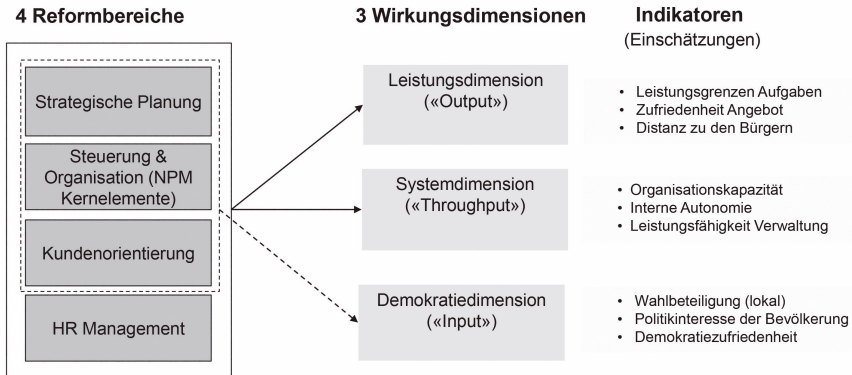 4 Reformbereiche
Strategische Planung
Steuerung &
Organisation (NPM
Kernelemente)
Kundenorientierung
HR Management
3 Wirkungsdimensionen
Leistungsdimension
(«Output»)
Systemdimension
(«Throughput»)
Demokratiedimension
(«Input»)
Indikatoren
(Einschätzungen)
• Leistungsgrenzen Aufgaben
• Zufriedenheit Angebot
• Distanz zu den Bürgern
• Organisationskapazität
• Interne Autonomie
• Leistungsfähigkeit Verwaltung
• Wahlbeteiligung (lokal)
• Politikinteresse der Bevölkerung
• Demokratiezufriedenheit